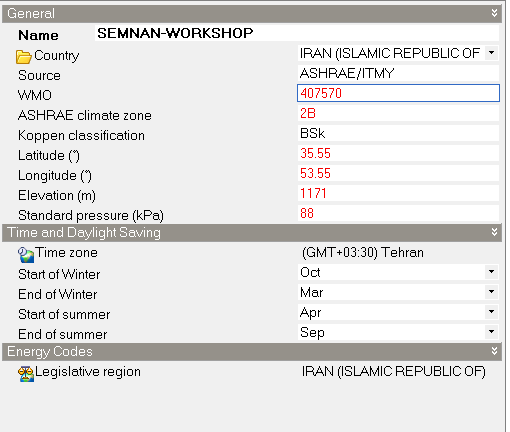 General
Name SEMNAN-WORKSHOP
Country IRAN (ISLAMIC REPUBLIC OF
Source ASHRAE/ITMY
WMO 407570
ASHRAE climate zone 2B
Koppen classification BSk
Latitude (°) 35.55
Longitude (°) 53.55
Elevation (m) 1171
Standard pressure (kPa) 88
Time and Daylight Saving
Time zone (GMT+03:30) Tehran
Start of Winter Oct
End of Winter Mar
Start of summer Apr
End of summer Sep
Energy Codes
Legislative region IRAN (ISLAMIC REPUBLIC OF)